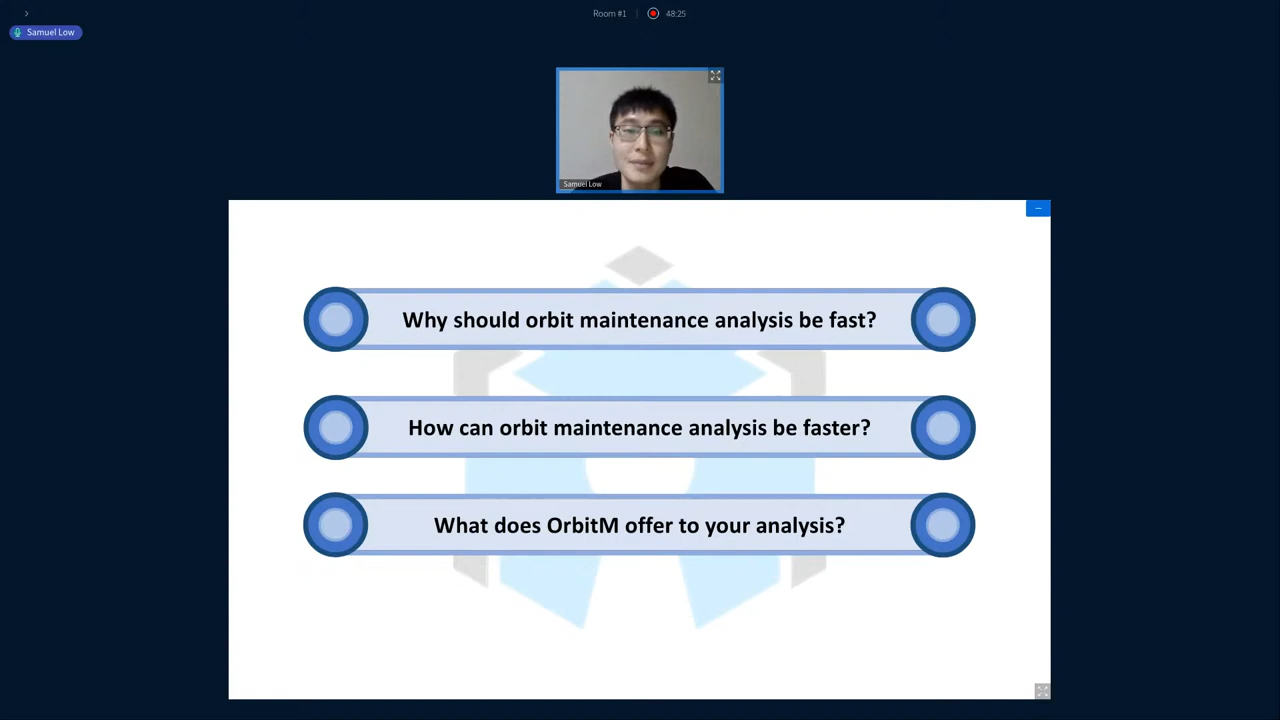 Room #1
48:25
Samuel Low
Samuel Low
Why should orbit maintenance analysis be fast?
How can orbit maintenance analysis be faster?
What does OrbitM offer to your analysis?